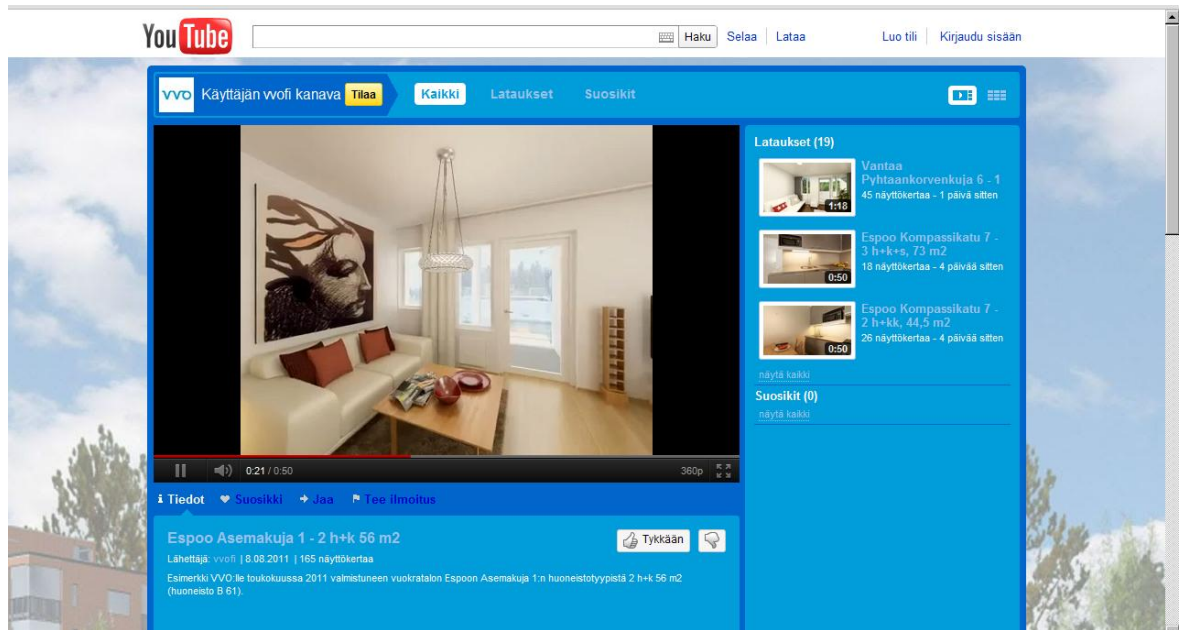 YouTube
Haku
Selaa
Lataa
Luo tili
Kirjaudu sisään
VVO
Käyttäjän vvofi kanava
Tilaa
Kaikki
Lataukset
Suosikit
Lataukset (19)
Vantaa
Pyhtaankorvenkuja 6 - 1
45 näyttökertaa - 1 päivä sitten
1:18
Espoo Kompassikatu 7 -
3 h+k+s, 73 m2
18 näyttökertaa - 4 päivää sitten
0:50
Espoo Kompassikatu 7 -
2 h+kk, 44,5 m2
26 näyttökertaa - 4 päivää sitten
0:50
näytä kaikki
Suosikit (0)
näytä kaikki
0:21 / 0:50
360p
Tiedot
Suosikki
Jaa
Tee ilmoitus
Espoo Asemakuja 1 - 2 h+k 56 m2
Tykkään
Lähettäjä: vvofi | 8.08.2011 | 165 näyttökertaa
Esimerkki VVO:lle toukokuussa 2011 valmistuneen vuokratalon Espoon Asemakuja 1:n huoneistotyypistä 2 h+k 56 m2
(huoneisto B 61).